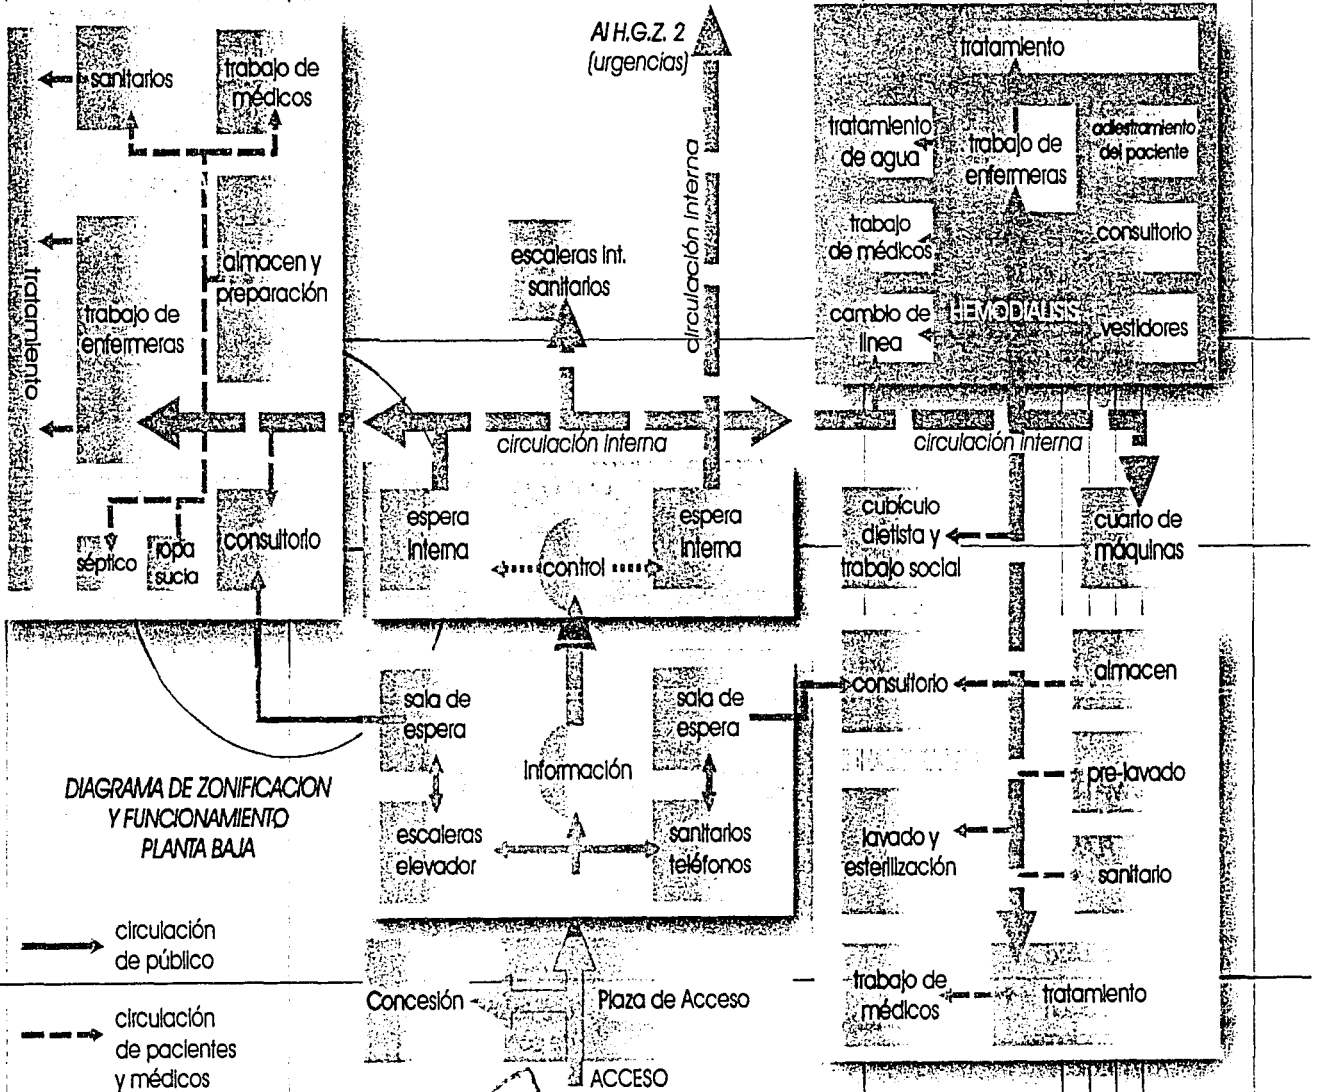 Al H.G.Z. 2
(urgencias)
circulación interna
sanitarios
trabajo de
médicos
trabajo de
enfermeras
almacen y
preparación
tratamiento
séptico
ropa
sucia
consultorio
escaleras int.
sanitarios
circulación interna
espera
interna
control
espera
interna
sala de
espera
Información
sala de
espera
escaleras
elevador
sanitarios
teléfonos
Concesión
Plaza de Acceso
ACCESO
tratamiento
tratamiento
de agua
trabajo de
enfermeras
adiestramiento
del paciente
trabajo
de médicos
consultorio
cambio de
línea
HEMODIALISIS
vestidores
circulación interna
cubículo
dietista y
trabajo social
cuarto de
máquinas
consultorio
almacen
pre-lavado
lavado y
esterilización
sanitario
trabajo de
médicos
tratamiento
DIAGRAMA DE ZONIFICACION
Y FUNCIONAMIENTO
PLANTA BAJA
circulación
de público
circulación
de pacientes
y médicos